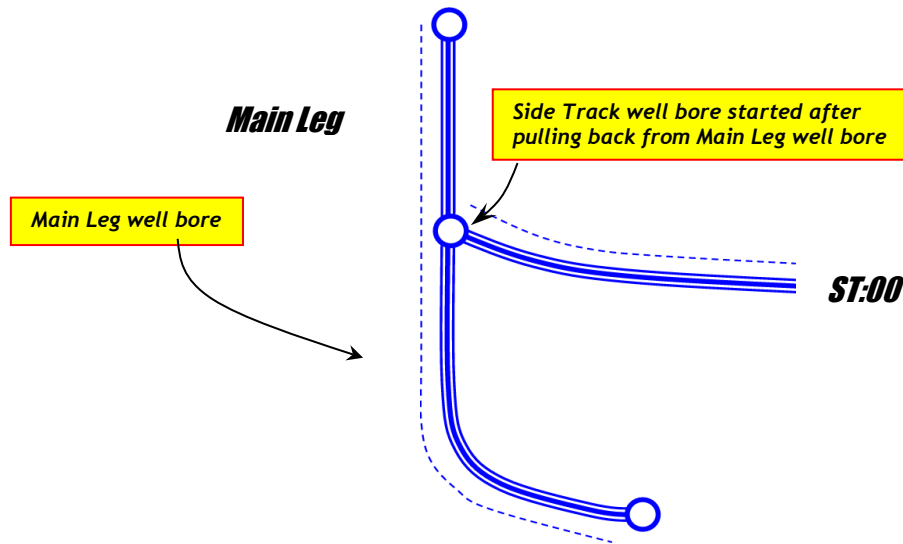 Main Leg
Side Track well bore started after
pulling back from Main Leg well bore
Main Leg well bore
ST:00